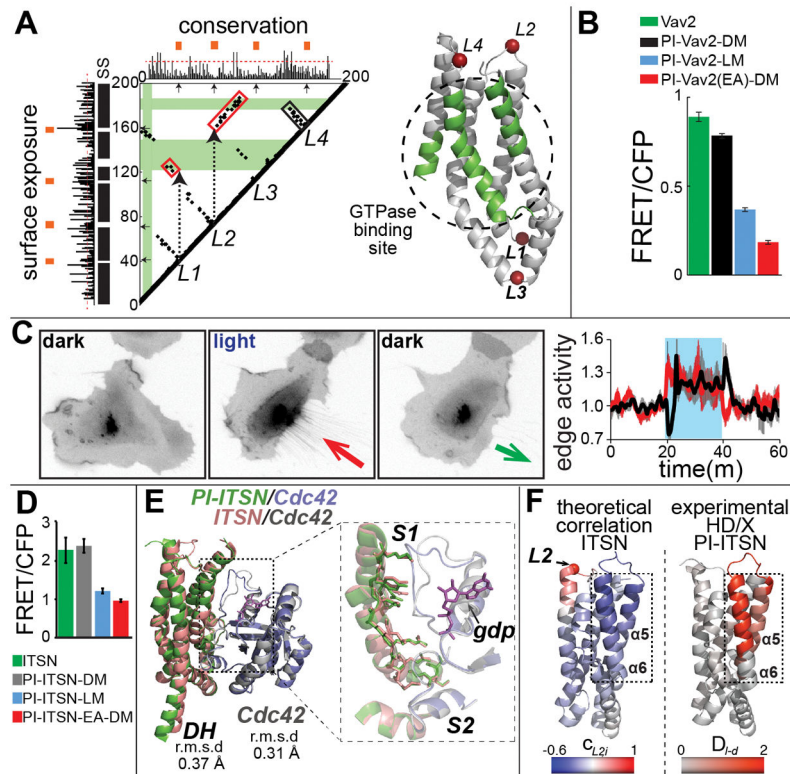 A
conservation
SS
200
200
160
120
80
40
0
surface exposure
L1
L2
L3
L4
L4
L2
GTPase
binding
site
L1
L3
B
Vav2
PI-Vav2-DM
PI-Vav2-LM
PI-Vav2(EA)-DM
FRET/CFP
1
0.5
0
C
dark
light
dark
edge activity
1.6
1.3
1.0
0.7
0
20
40
60
time(m)
D
FRET/CFP
3
2
1
0
ITSN
PI-ITSN-DM
PI-ITSN-LM
PI-ITSN-EA-DM
E
PI-ITSN/Cdc42
ITSN/Cdc42
DH
r.m.s.d
0.37 Å
Cdc42
r.m.s.d
0.31 Å
S1
gdp
S2
F
theoretical
correlation
ITSN
experimental
HD/X
PI-ITSN
L2
α5
α6
α5
α6
-0.6
C L2i
1
0
D l-d
2